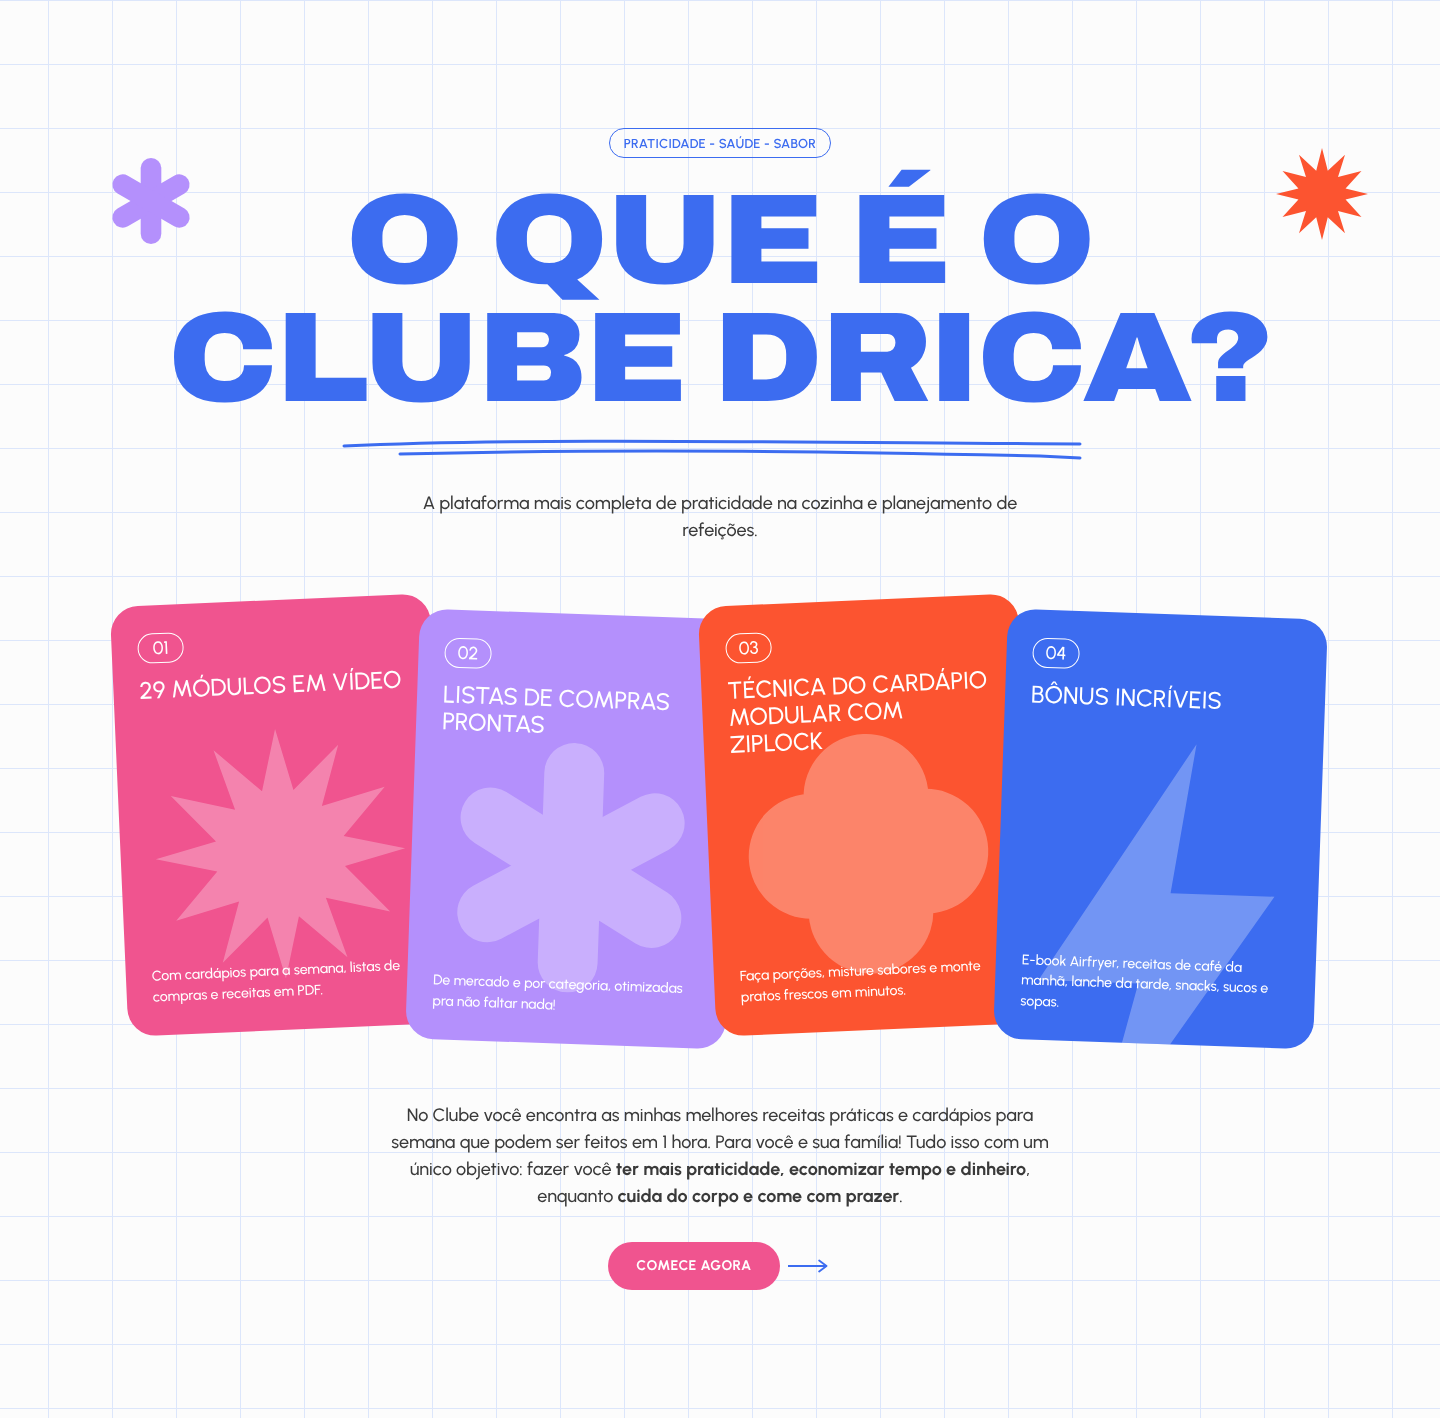 PRATICIDADE - SAÚDE - SABOR
O QUE É O
CLUBE DRICA?
A plataforma mais completa de praticidade na cozinha e planejamento de
refeições.
01
29 MÓDULOS EM VÍDEO
Com cardápios para a semana, listas de
compras e receitas em PDF.
02
LISTAS DE COMPRAS
PRONTAS
De mercado e por categoria, otimizadas
pra não faltar nada!
03
TÉCNICA DO CARDÁPIO
MODULAR COM
ZIPLOCK
Faça porções, misture sabores e monte
pratos frescos em minutos.
04
BÔNUS INCRÍVEIS
E-book Airfryer, receitas de café da
manhã, lanche da tarde, snacks, sucos e
sopas.
No Clube você encontra as minhas melhores receitas práticas e cardápios para
semana que podem ser feitos em 1 hora. Para você e sua família! Tudo isso com um
único objetivo: fazer você ter mais praticidade, economizar tempo e dinheiro,
enquanto cuida do corpo e come com prazer.
COMECE AGORA